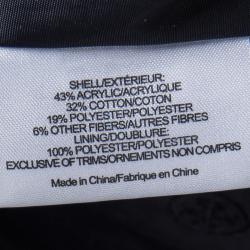 SHELL/EXTÉRIEUR:
43% ACRYLIC/ACRYLIQUE
32% COTTON/COTON
19% POLYESTER/POLYESTER
6% OTHER FIBERS/AUTRES FIBRES
LINING/DOUBLURE:
100% POLYESTER/POLYESTER
EXCLUSIVE OF TRIMS/ORNEMENTS NON COMPRIS
Made in China/Fabrique en Chine